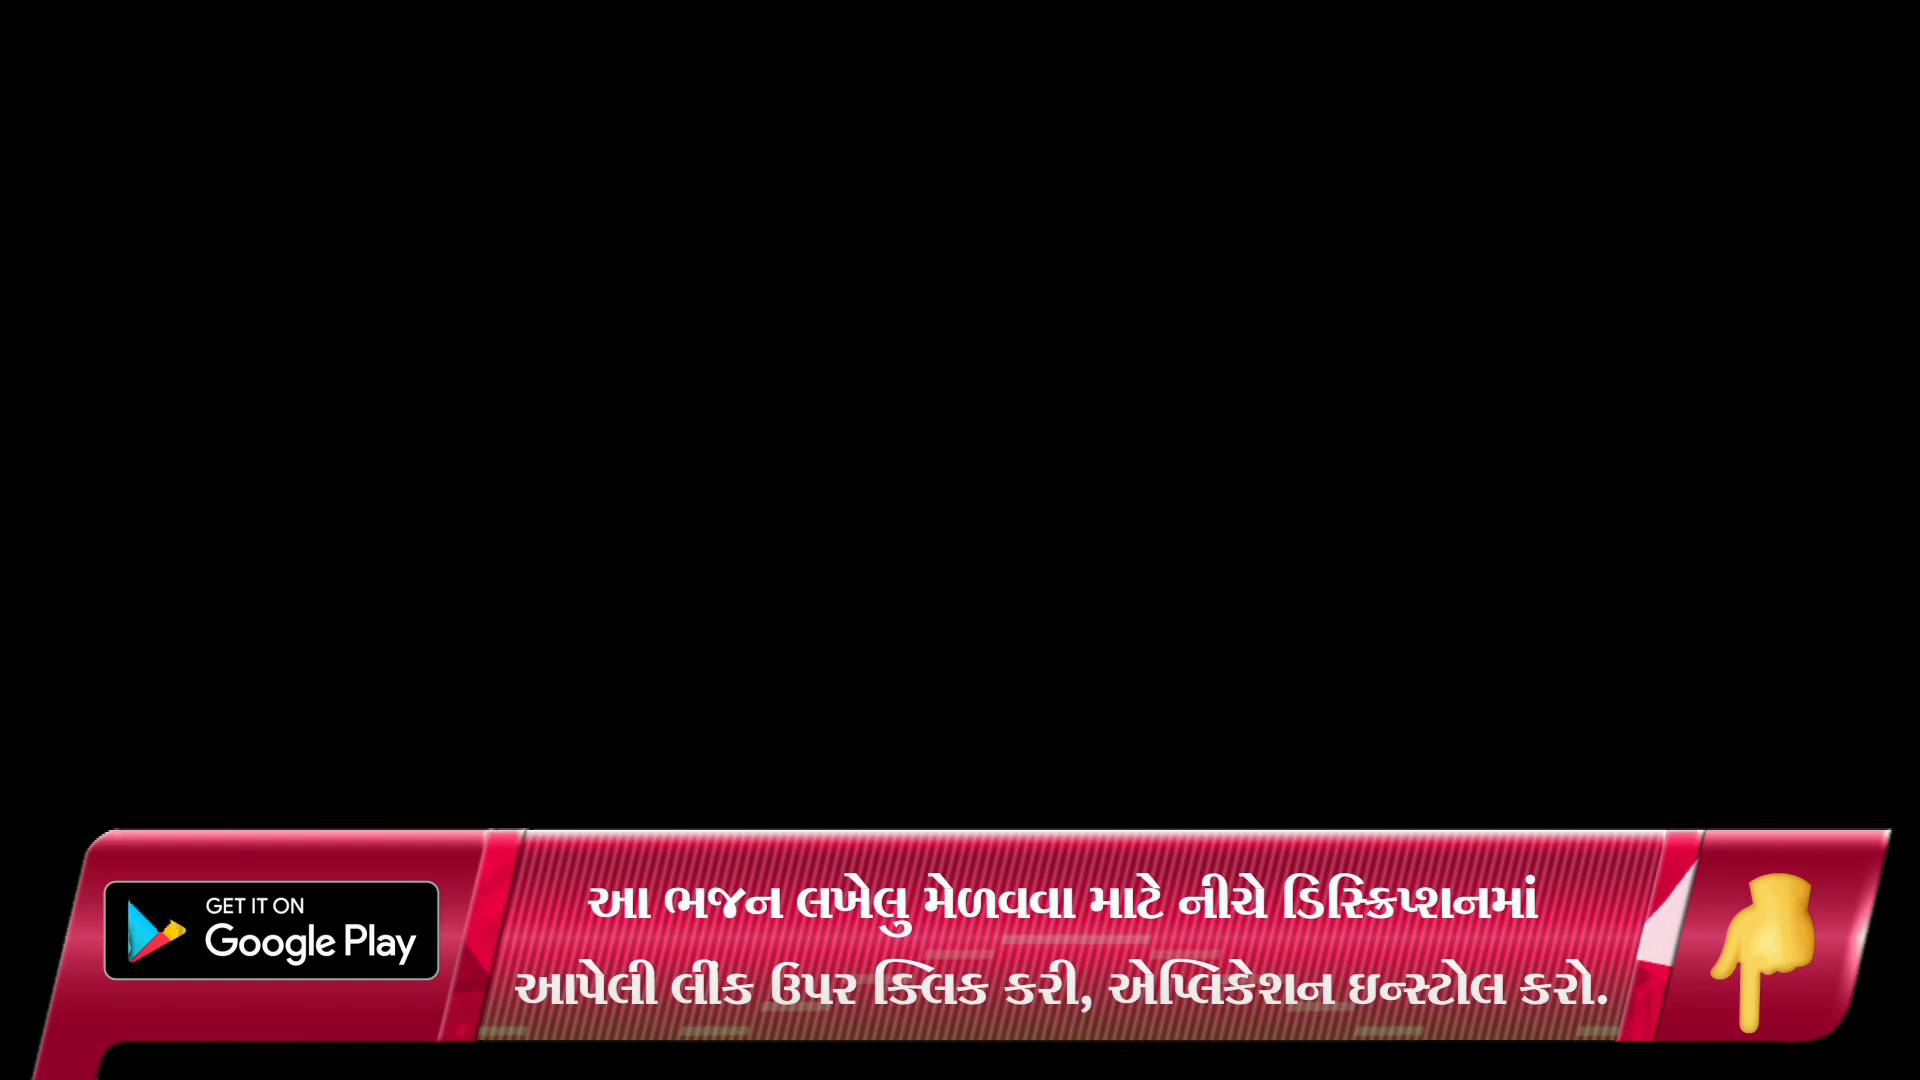 GET IT ON
Google Play
આ ભજન લખેલુ મેળવવા માટે નીચે ડિસ્ક્રિપ્શનમાં
આપેલી લીંક ઉપર ક્લિક કરી, એપ્લિકેશન ઇન્સ્ટોલ કરો.